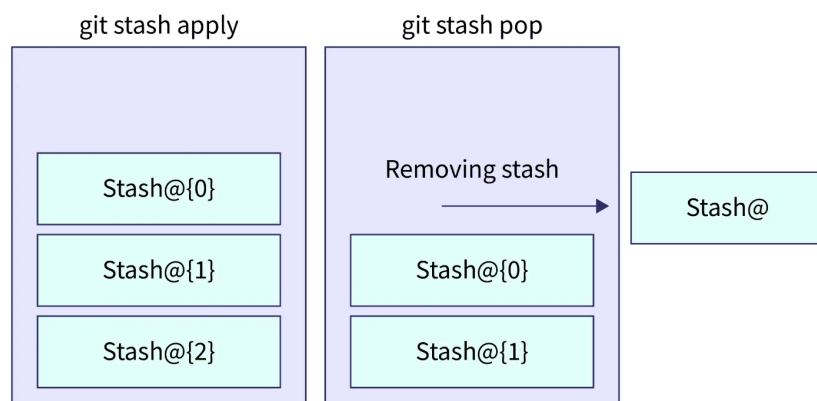 git stash apply
git stash pop
Stash@{0}
Stash@{1}
Stash@{2}
Removing stash
Stash@{0}
Stash@{1}
Stash@